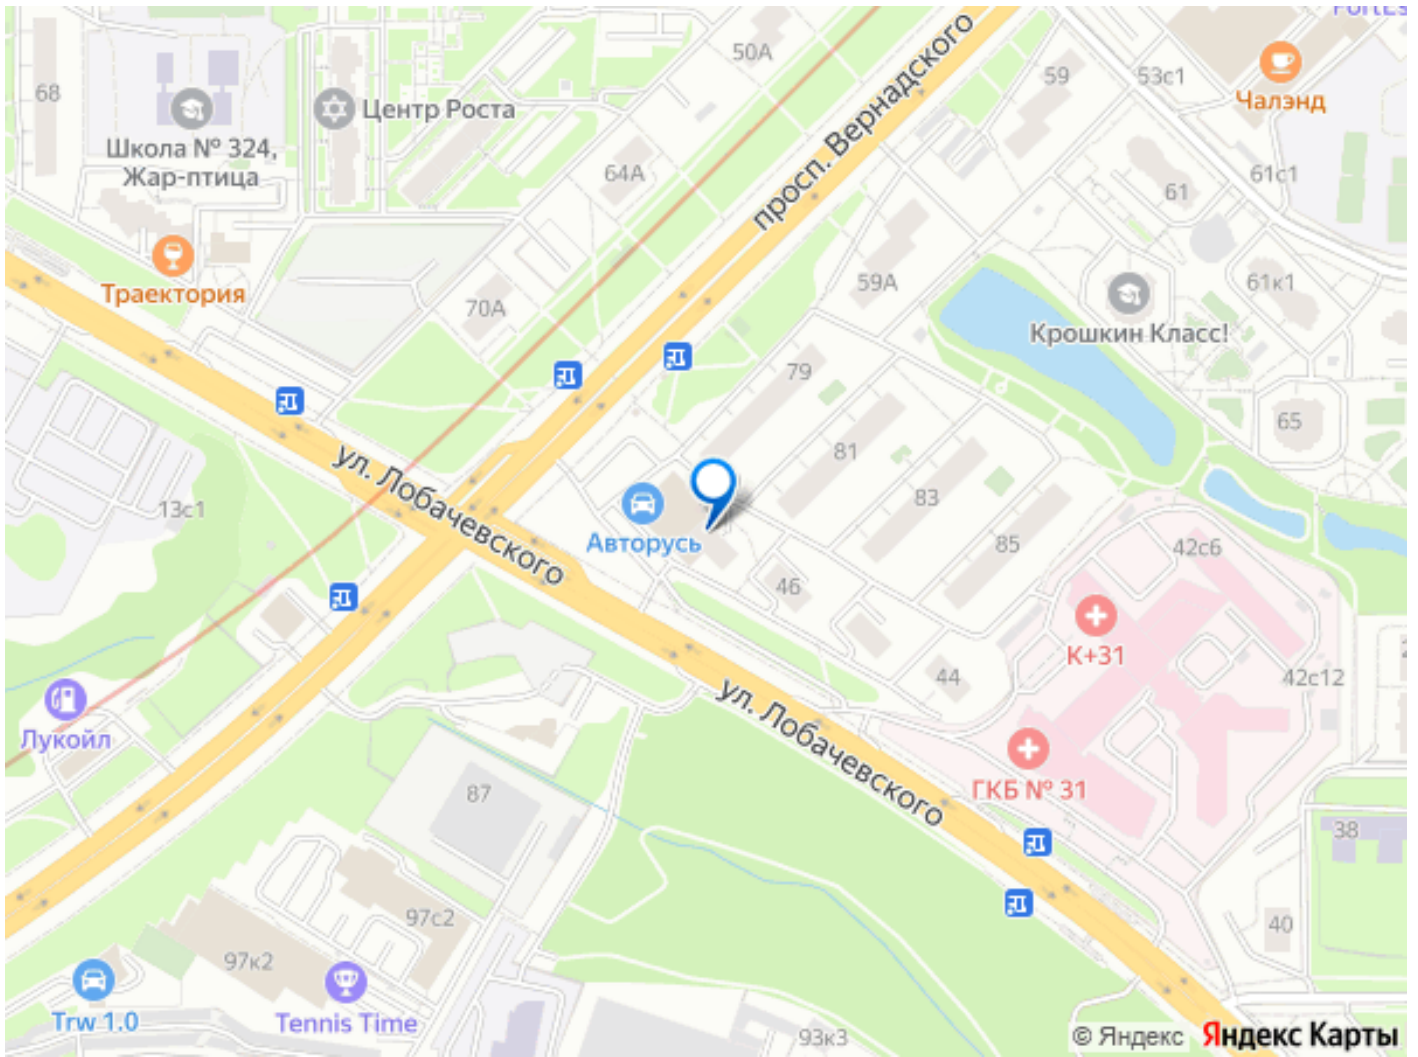 50А
просп. Вернадского
59
53с1
Чалэнд
68
Центр Роста
Школа № 324,
Жар-птица
64А
61
61с1
Траектория
70А
59А
61к1
Крошкин Класс!
79
65
81
ул. Лобачевского
83
13с1
Авторусь
85
42с6
46
К+31
44
42с12
ул. Лобачевского
Лукойл
ГКБ № 31
87
38
97с2
40
97к2
Trw 1.0
Tennis Time
93к3
© Яндекс Яндекс Карты